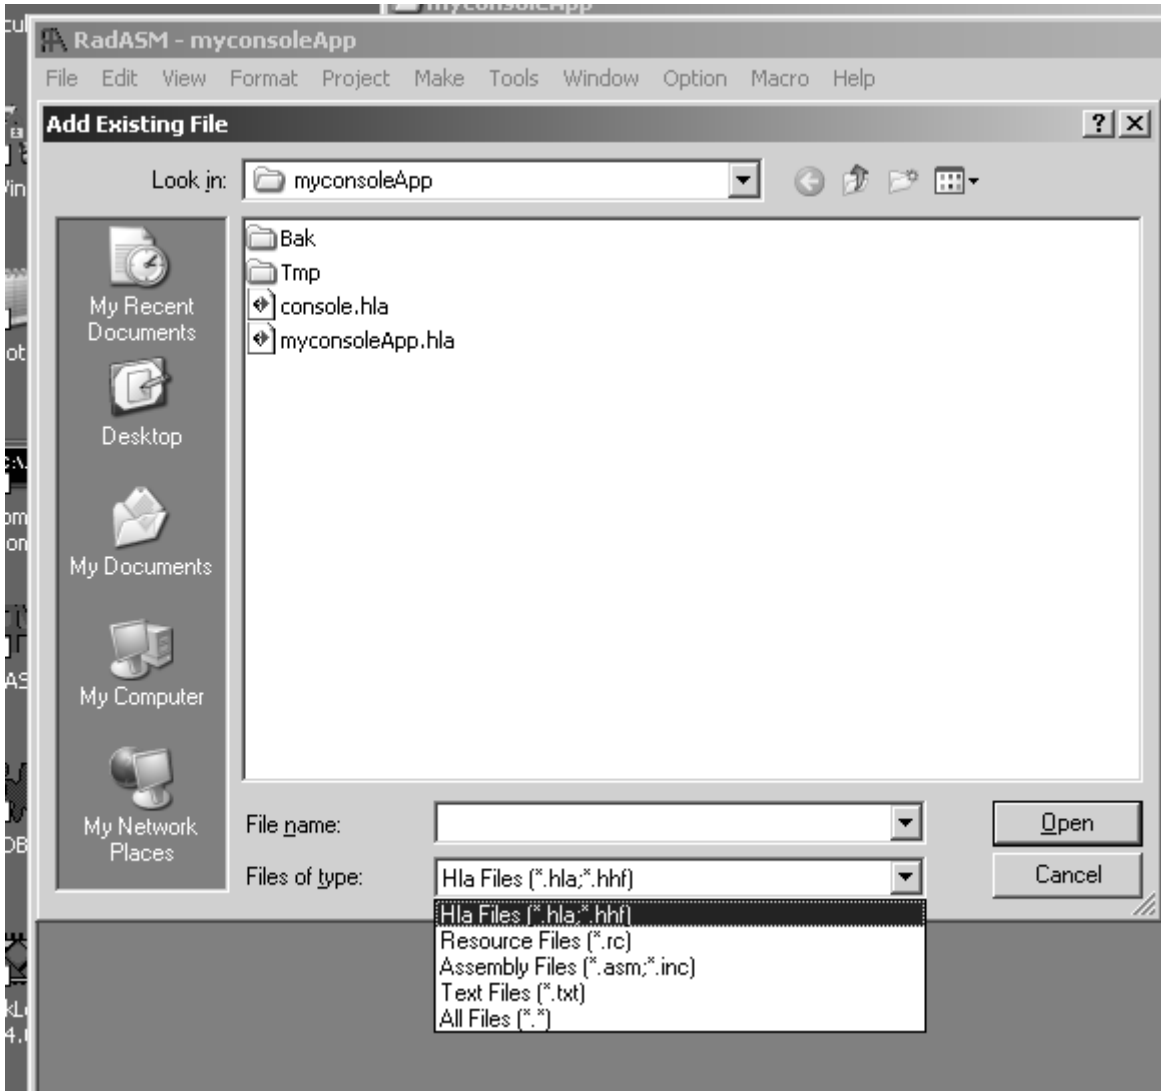 myconsoleApp
RadASM - myconsoleApp
File Edit View Format Project Make Tools Window Option Macro Help
Add Existing File
Look in: myconsoleApp
Bak
Tmp
console.hla
myconsoleApp.hla
My Recent
Documents
Desktop
My Documents
My Computer
My Network
Places
File name: Open
Files of type: Hla Files (*.hla;*.hhf) Cancel
Hla Files (*.hla;*.hhf)
Resource Files (*.rc)
Assembly Files (*.asm;*.inc)
Text Files (*.txt)
All Files (*.*)